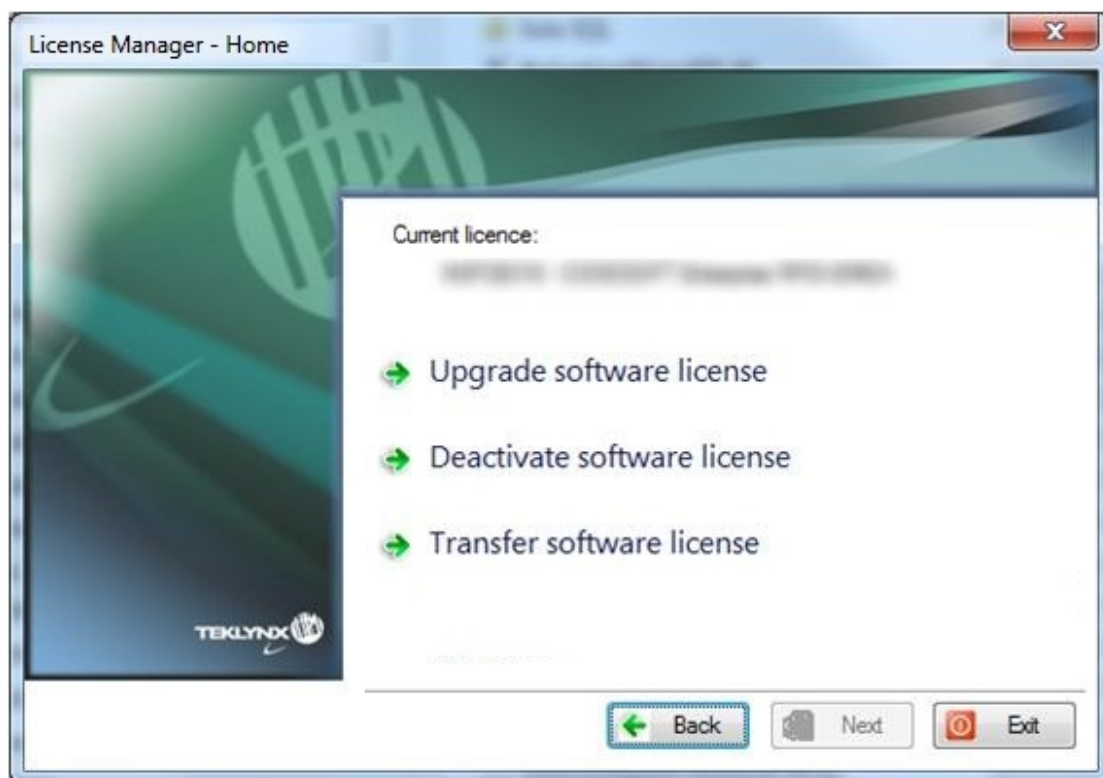 License Manager - Home
Current licence:
Upgrade software license
Deactivate software license
Transfer software license
TEKLYNX
Back
Next
Exit